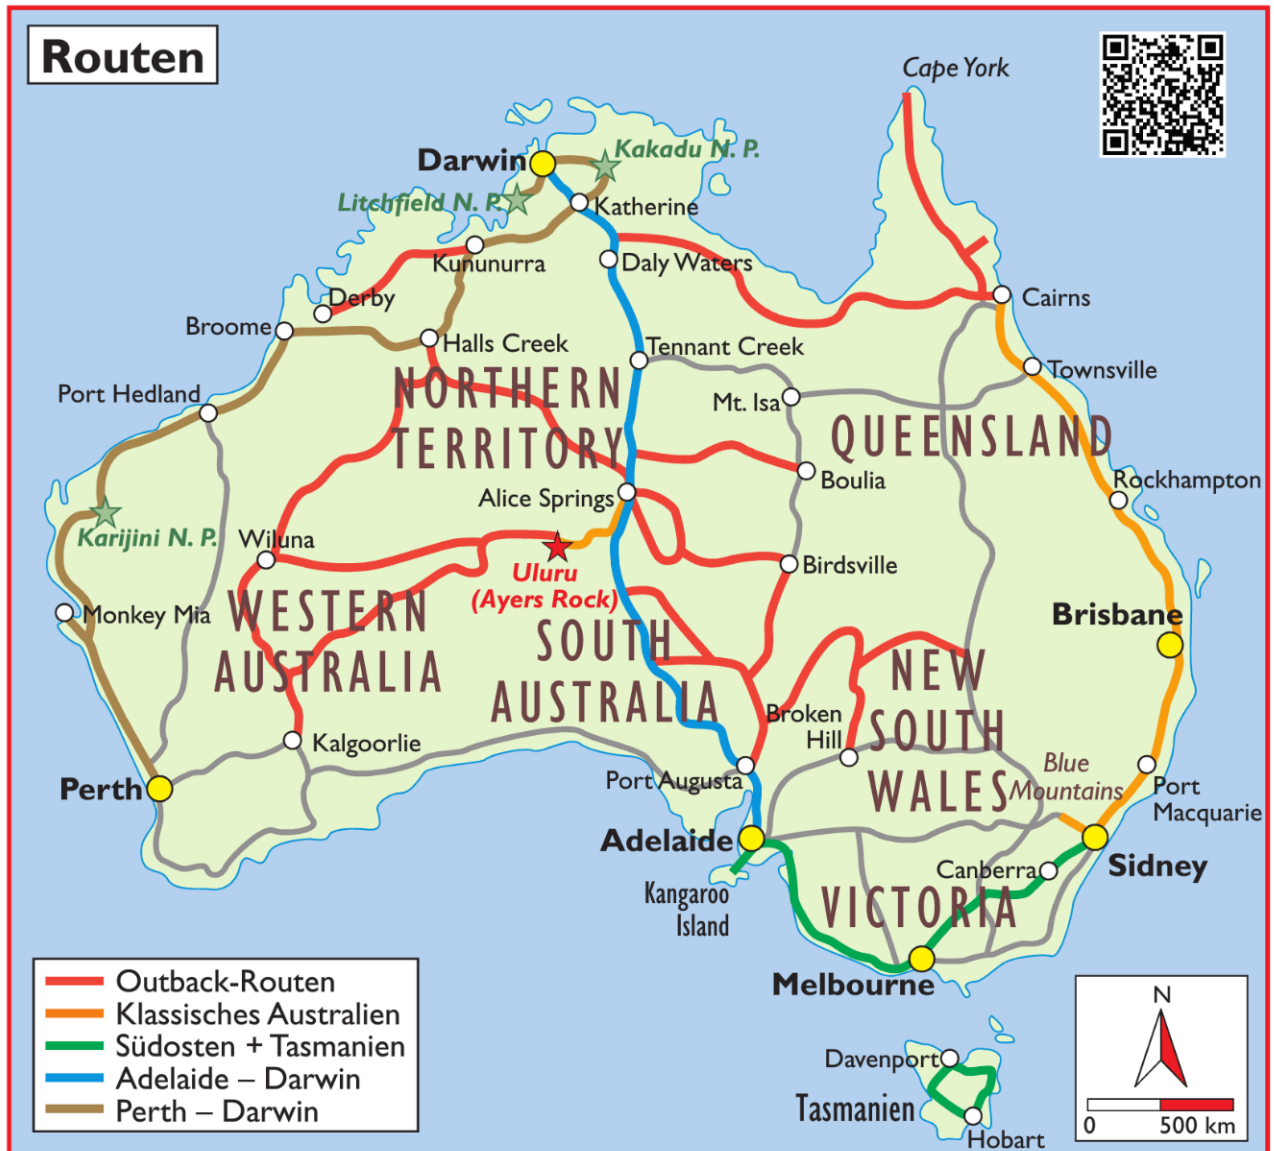 Routen
Cape York
Darwin
Kakadu N. P.
Litchfield N. P.
Katherine
Kununurra
Daly Waters
Derby
Cairns
Broome
Halls Creek
Tennant Creek
Townsville
Port Hedland
NORTHERN
TERRITORY
Mt. Isa
QUEENSLAND
Alice Springs
Boulia
Rockhampton
Karijini N. P.
Wiluna
Uluru
(Ayers Rock)
Birdsville
Monkey Mia
WESTERN
AUSTRALIA
SOUTH
AUSTRALIA
Brisbane
NEW
SOUTH
WALES
Broken
Hill
Kalgoorlie
Perth
Port Augusta
Blue
Mountains
Port
Macquarie
Adelaide
Sidney
Canberra
Kangaroo
Island
VICTORIA
Melbourne
Outback-Routen
Klassisches Australien
Südosten + Tasmanien
Adelaide – Darwin
Perth – Darwin
Davenport
Tasmanien
Hobart
N
0 500 km